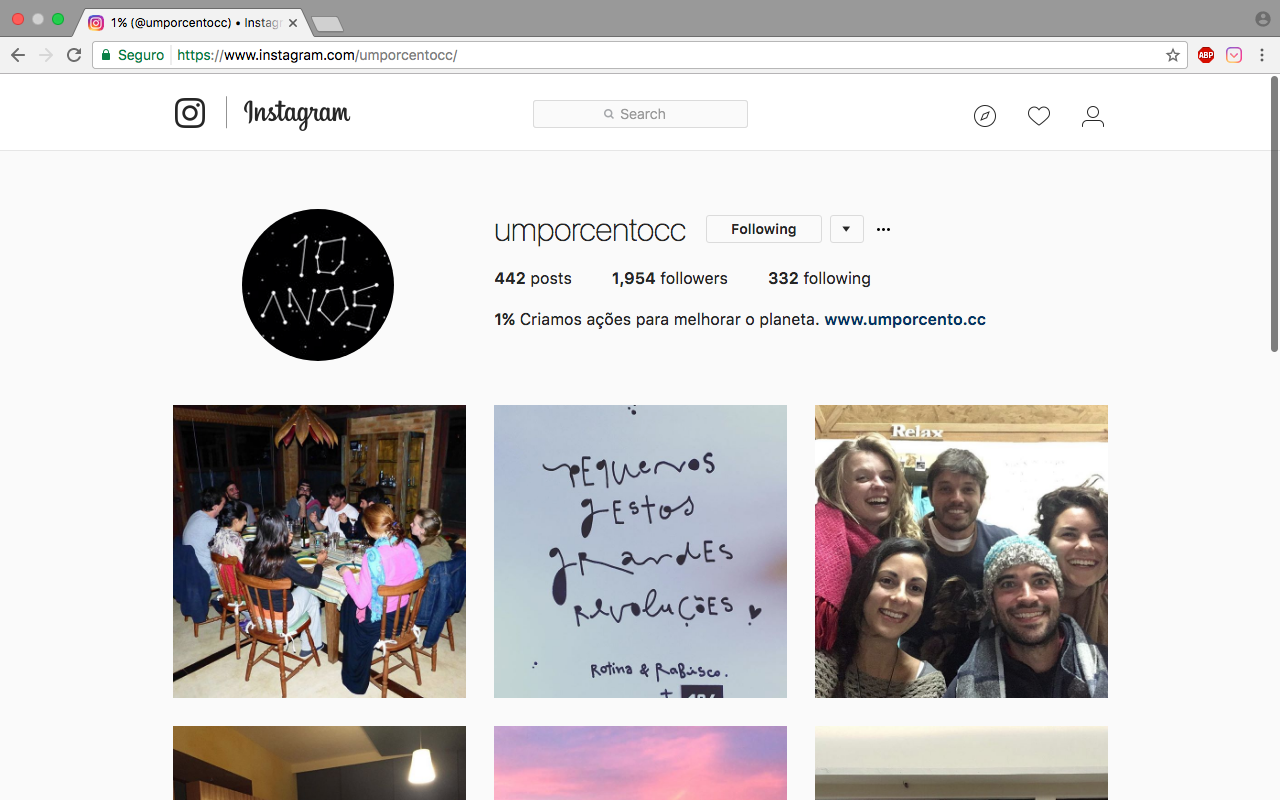 1% (@umporcentocc) • Instag
Seguro
https://www.instagram.com/umporcentocc/
ABP
Instagram
Search
10
ANOS
umporcentocc
Following
442 posts
1,954 followers
332 following
1% Criamos ações para melhorar o planeta. www.umporcento.cc
PEquenos
gEstos
grandEs
REvoluçÕEs
Rotina & Rabisco.
+
Relax